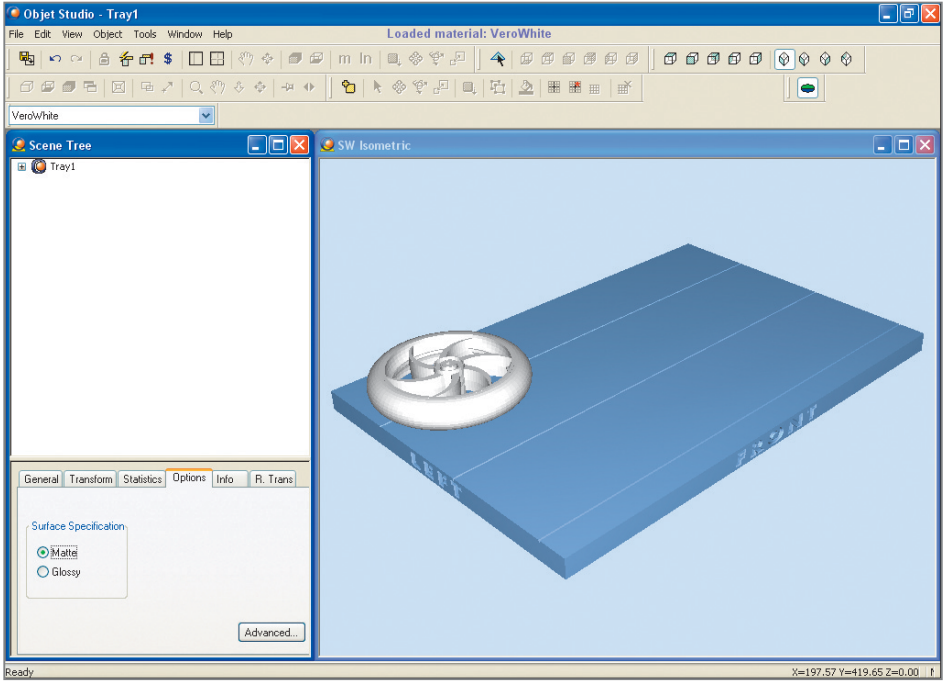 Objet Studio - Tray1
File Edit View Object Tools Window Help
Loaded material: VeroWhite
m In
VeroWhite
Scene Tree
SW Isometric
Tray1
LEFT
FRONT
General Transform Statistics Options Info R. Trans
Surface Specification
Matte
Glossy
Advanced...
Ready
X=197.57 Y=419.65 Z=0.00